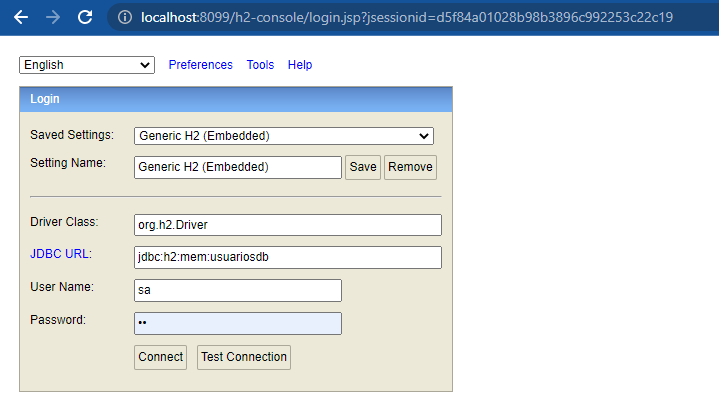 localhost:8099/h2-console/login.jsp?jsessionid=d5f84a01028b98b3896c992253c22c19
English Preferences Tools Help
Login
Saved Settings: Generic H2 (Embedded)
Setting Name: Generic H2 (Embedded) Save Remove
Driver Class: org.h2.Driver
JDBC URL: jdbc:h2:mem:usuariosdb
User Name: sa
Password: ••
Connect Test Connection